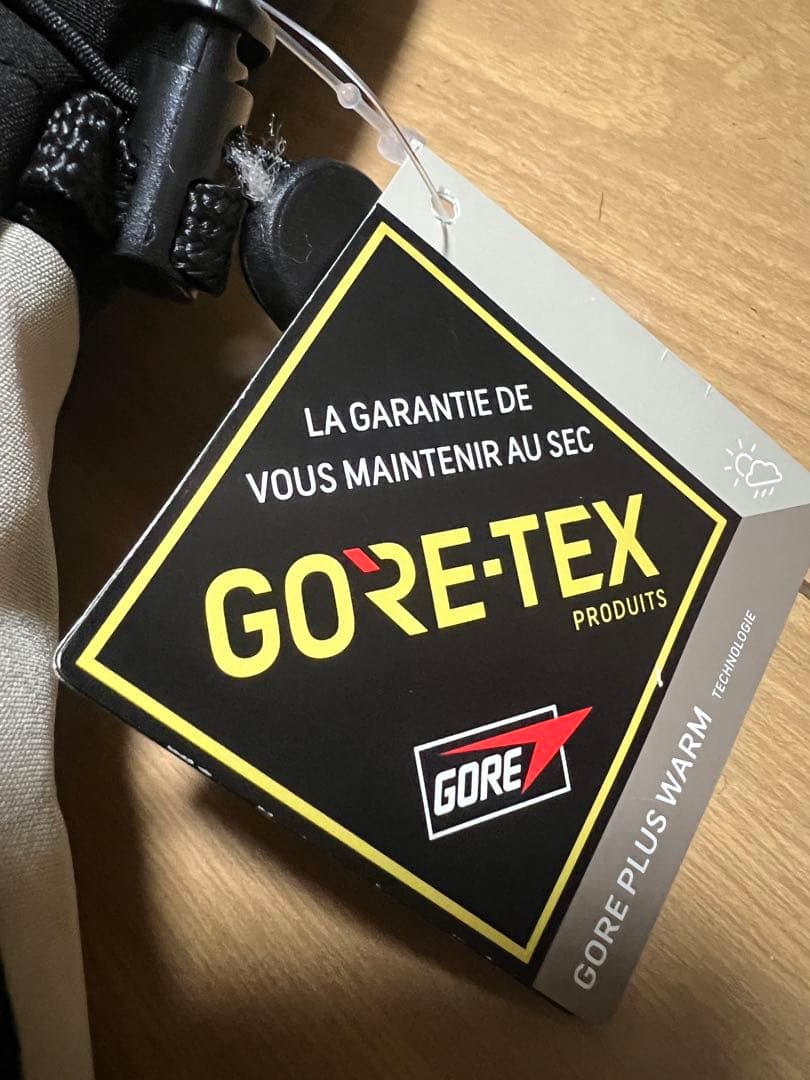 LA GARANTIE DE
VOUS MAINTENIR AU SEC
GORE-TEX
PRODUITS
GORE
GORE PLUS WARM TECHNOLOGIE